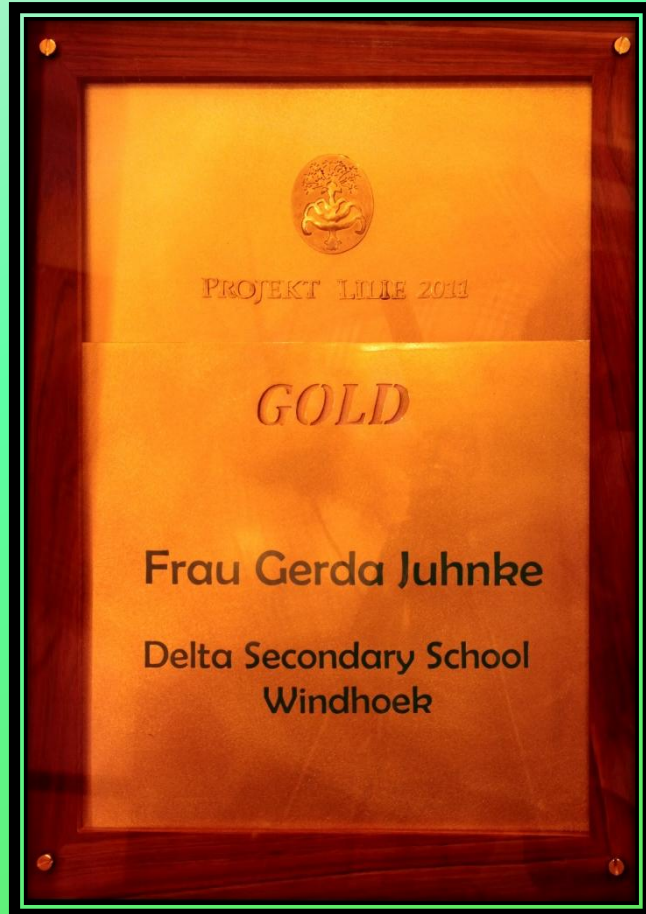 PROJEKT LILIE 2011
GOLD
Frau Gerda Juhnke
Delta Secondary School
Windhoek